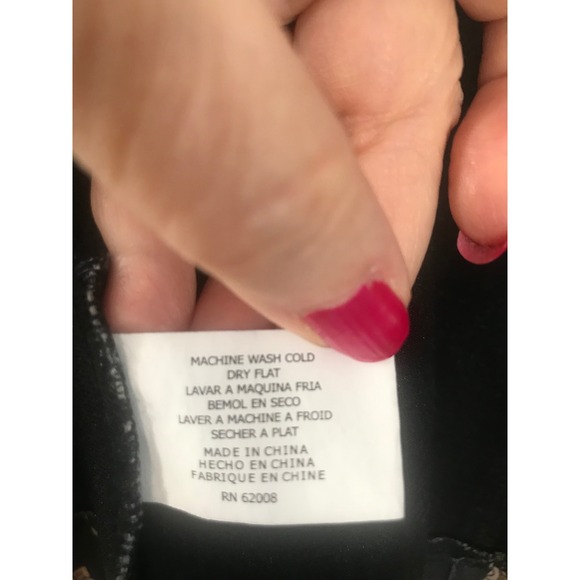 MACHINE WASH COLD
DRY FLAT
LAVAR A MAQUINA FRIA
BEMOL EN SECO
LAVER A MACHINE A FROID
SECHER A PLAT
MADE IN CHINA
HECHO EN CHINA
FABRIQUE EN CHINE
RN 62008